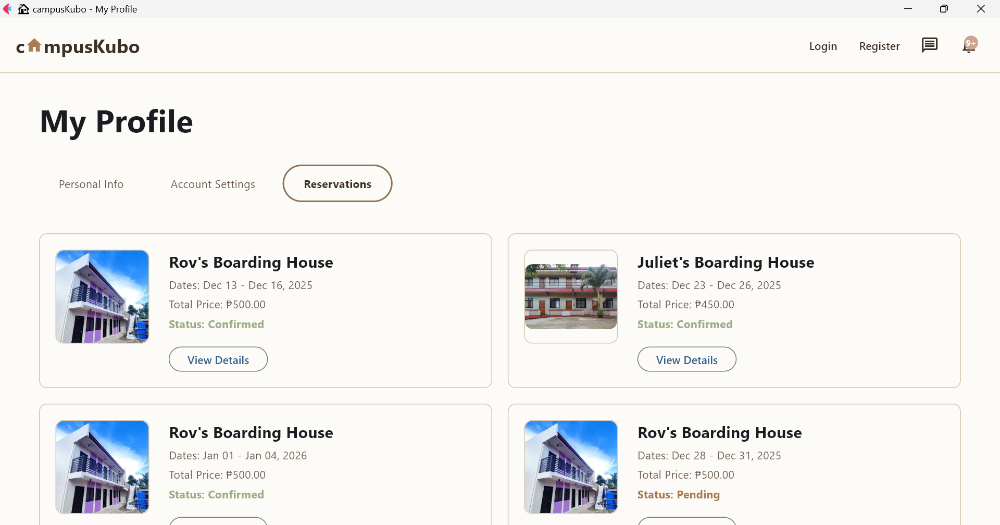 campusKubo - My Profile
c mpusKubo
Login Register 9+
My Profile
Personal Info Account Settings Reservations
Rov's Boarding House
Dates: Dec 13 - Dec 16, 2025
Total Price: ₱500.00
Status: Confirmed
View Details
Juliet's Boarding House
Dates: Dec 23 - Dec 26, 2025
Total Price: ₱450.00
Status: Confirmed
View Details
Rov's Boarding House
Dates: Jan 01 - Jan 04, 2026
Total Price: ₱500.00
Status: Confirmed
Rov's Boarding House
Dates: Dec 28 - Dec 31, 2025
Total Price: ₱500.00
Status: Pending